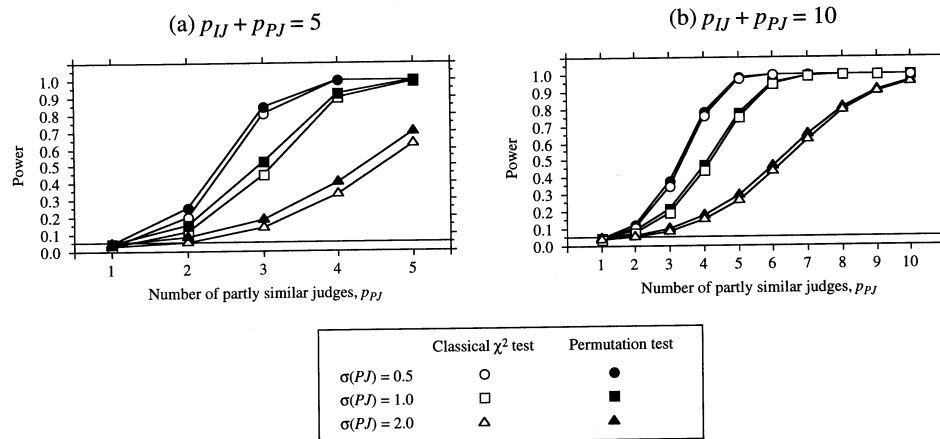 (a) p_IJ + p_PJ = 5
Power
1.0
0.9
0.8
0.7
0.6
0.5
0.4
0.3
0.2
0.1
0.0
1 2 3 4 5
Number of partly similar judges, p_PJ
(b) p_IJ + p_PJ = 10
Power
1.0
0.9
0.8
0.7
0.6
0.5
0.4
0.3
0.2
0.1
0.0
1 2 3 4 5 6 7 8 9 10
Number of partly similar judges, p_PJ
Classical χ² test Permutation test
σ(PJ) = 0.5
σ(PJ) = 1.0
σ(PJ) = 2.0